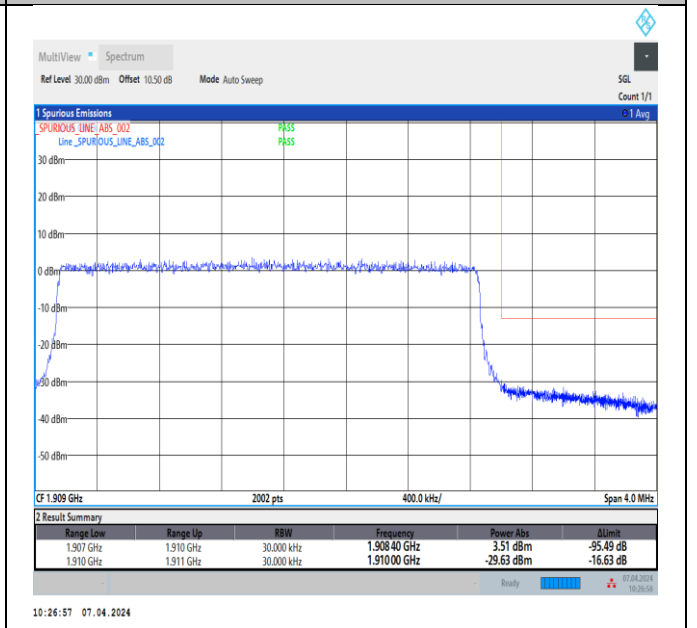 MultiView Spectrum
Ref Level 30.00 dBm Offset 10.50 dB Mode Auto Sweep SGL
Count 1/1
1 Spurious Emissions 1 Avg
_SPURIOUS_LINE_ABS_002 PASS
Line _SPURIOUS_LINE_ABS_002 PASS
30 dBm
20 dBm
10 dBm
0 dBm
-10 dBm
-20 dBm
-30 dBm
-40 dBm
-50 dBm
CF 1.909 GHz 2002 pts 400.0 kHz/ Span 4.0 MHz
2 Result Summary
Range Low Range Up RBW Frequency Power Abs ΔLimit
1.907 GHz 1.910 GHz 30.000 kHz 1.90840 GHz 3.51 dBm -95.49 dB
1.910 GHz 1.911 GHz 30.000 kHz 1.91000 GHz -29.63 dBm -16.63 dB
Ready 07.04.2024
10:26:56
10:26:57 07.04.2024